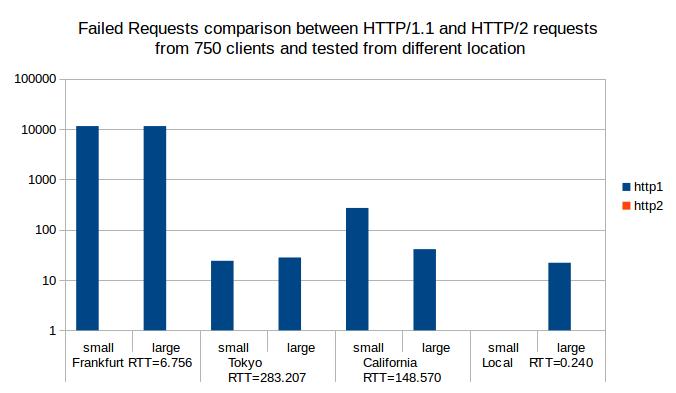 Failed Requests comparison between HTTP/1.1 and HTTP/2 requests
from 750 clients and tested from different location
100000
10000
1000
100
10
1
http1
http2
small large small large small large small large
Frankfurt RTT=6.756 Tokyo California Local RTT=0.240
RTT=283.207 RTT=148.570